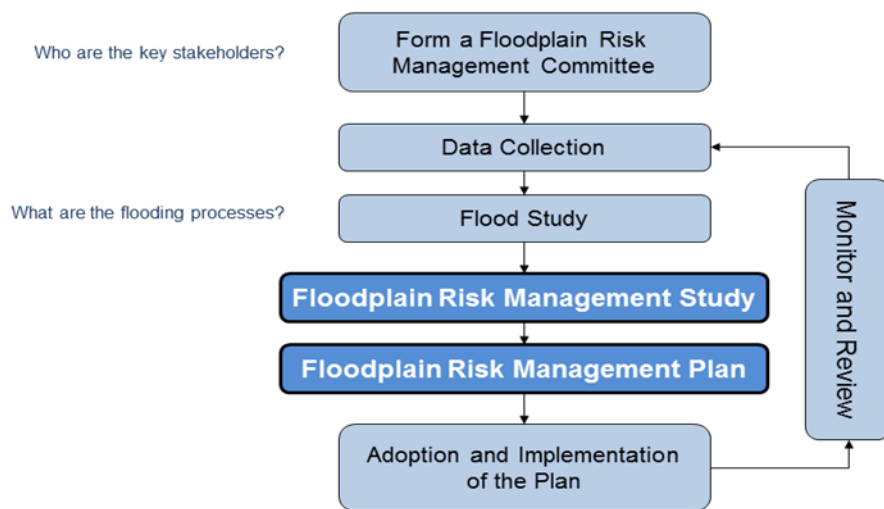 Who are the key stakeholders?
Form a Floodplain Risk
Management Committee
Data Collection
What are the flooding processes?
Flood Study
Floodplain Risk Management Study
Floodplain Risk Management Plan
Adoption and Implementation
of the Plan
Monitor and Review